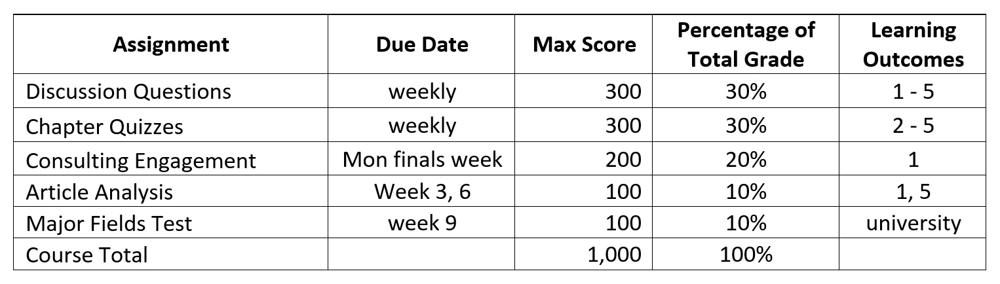 Assignment Due Date Max Score Percentage of Total Grade Learning Outcomes
Discussion Questions weekly 300 30% 1 - 5
Chapter Quizzes weekly 300 30% 2 - 5
Consulting Engagement Mon finals week 200 20% 1
Article Analysis Week 3, 6 100 10% 1, 5
Major Fields Test week 9 100 10% university
Course Total 1,000 100%